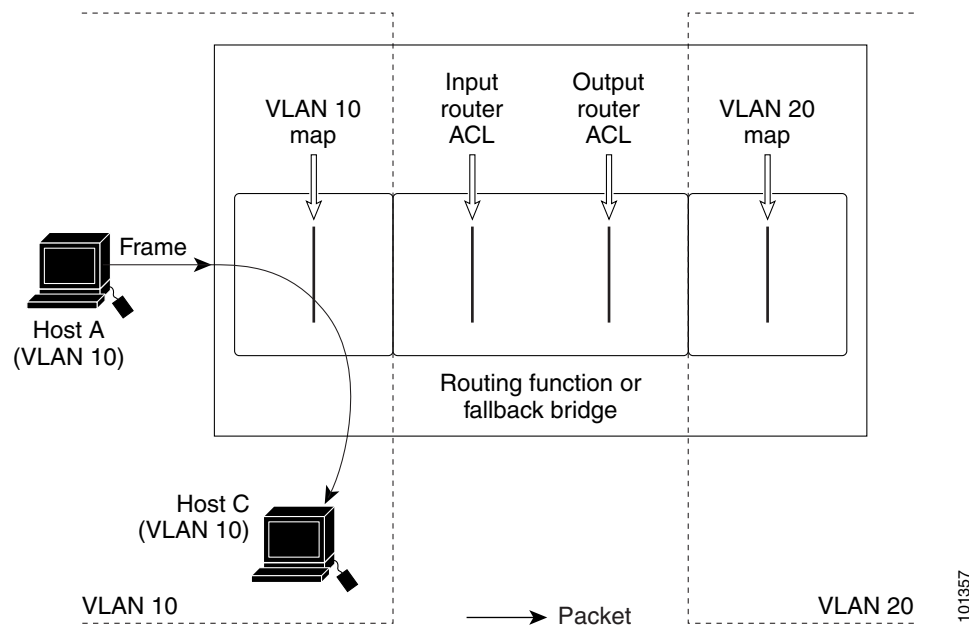 VLAN 10
map
Input
router
ACL
Output
router
ACL
VLAN 20
map
Frame
Host A
(VLAN 10)
Routing function or
fallback bridge
Host C
(VLAN 10)
VLAN 10
Packet
VLAN 20
101357